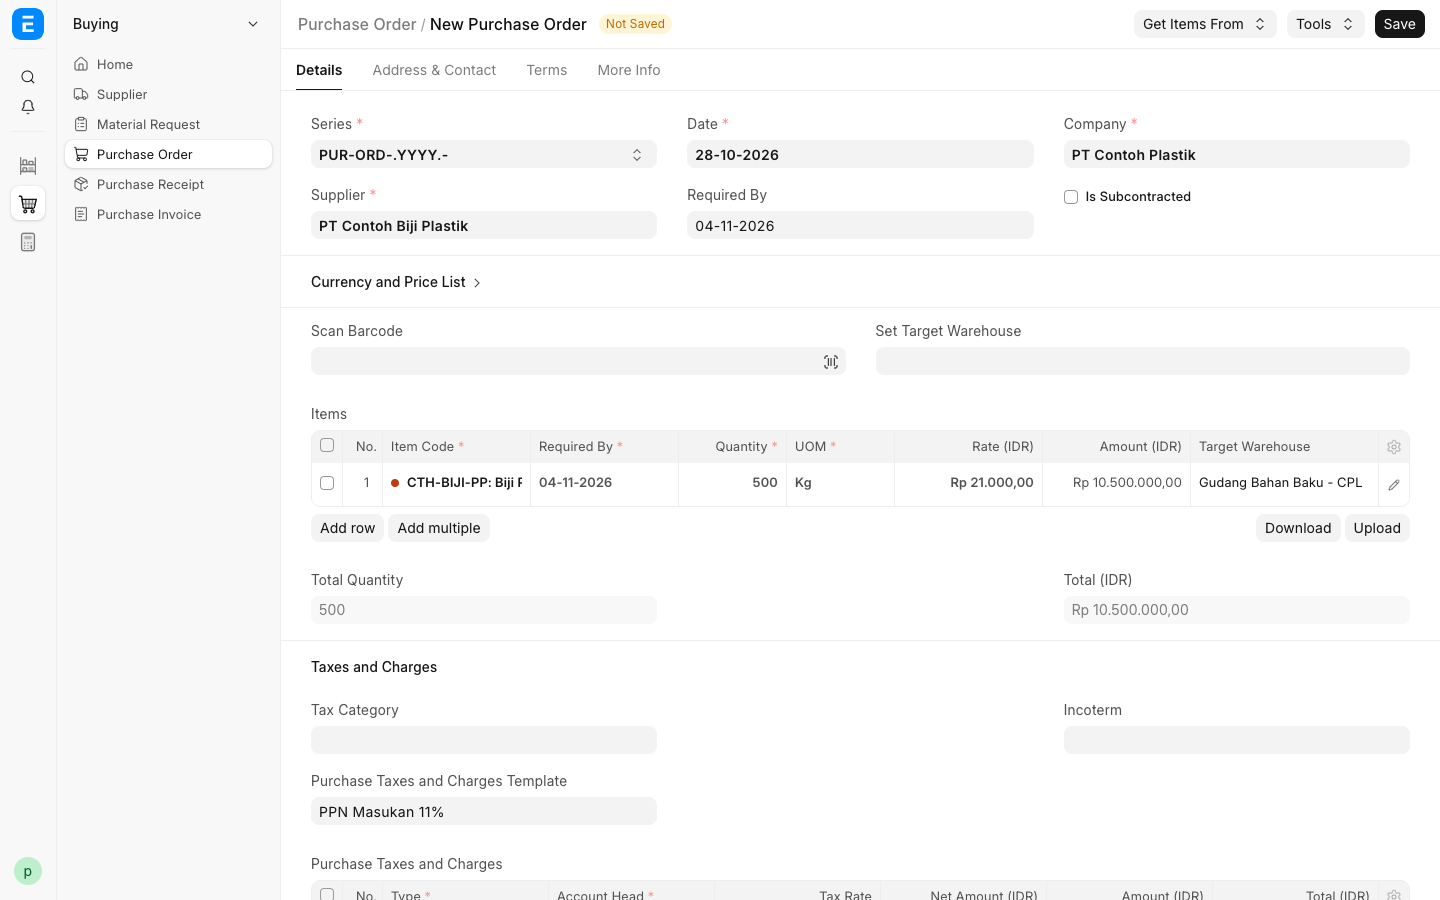 Buying
Home
Supplier
Material Request
Purchase Order
Purchase Receipt
Purchase Invoice
p
Purchase Order / New Purchase Order Not Saved
Get Items From Tools Save
Details Address & Contact Terms More Info
Series * Date * Company *
PUR-ORD-.YYYY.- 28-10-2026 PT Contoh Plastik
Supplier * Required By Is Subcontracted
PT Contoh Biji Plastik 04-11-2026
Currency and Price List
Scan Barcode Set Target Warehouse
Items
No. Item Code * Required By * Quantity * UOM * Rate (IDR) Amount (IDR) Target Warehouse
1 CTH-BIJI-PP: Biji 04-11-2026 500 Kg Rp 21.000,00 Rp 10.500.000,00 Gudang Bahan Baku - CPL
Add row Add multiple Download Upload
Total Quantity Total (IDR)
500 Rp 10.500.000,00
Taxes and Charges
Tax Category Incoterm
Purchase Taxes and Charges Template
PPN Masukan 11%
Purchase Taxes and Charges
No. Type * Account Head * Tax Rate Net Amount (IDR) Amount (IDR) Total (IDR)